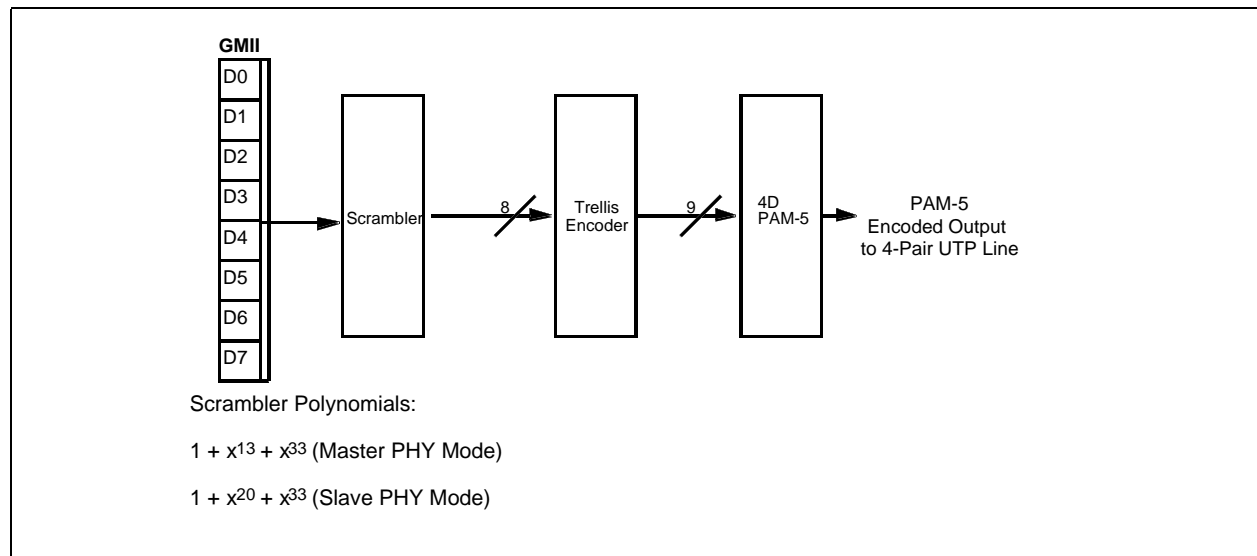 GMII
D0
D1
D2
D3
D4
D5
D6
D7
Scrambler
8
Trellis
Encoder
9
4D
PAM-5
PAM-5
Encoded Output
to 4-Pair UTP Line
Scrambler Polynomials:
1 + x13 + x33 (Master PHY Mode)
1 + x20 + x33 (Slave PHY Mode)